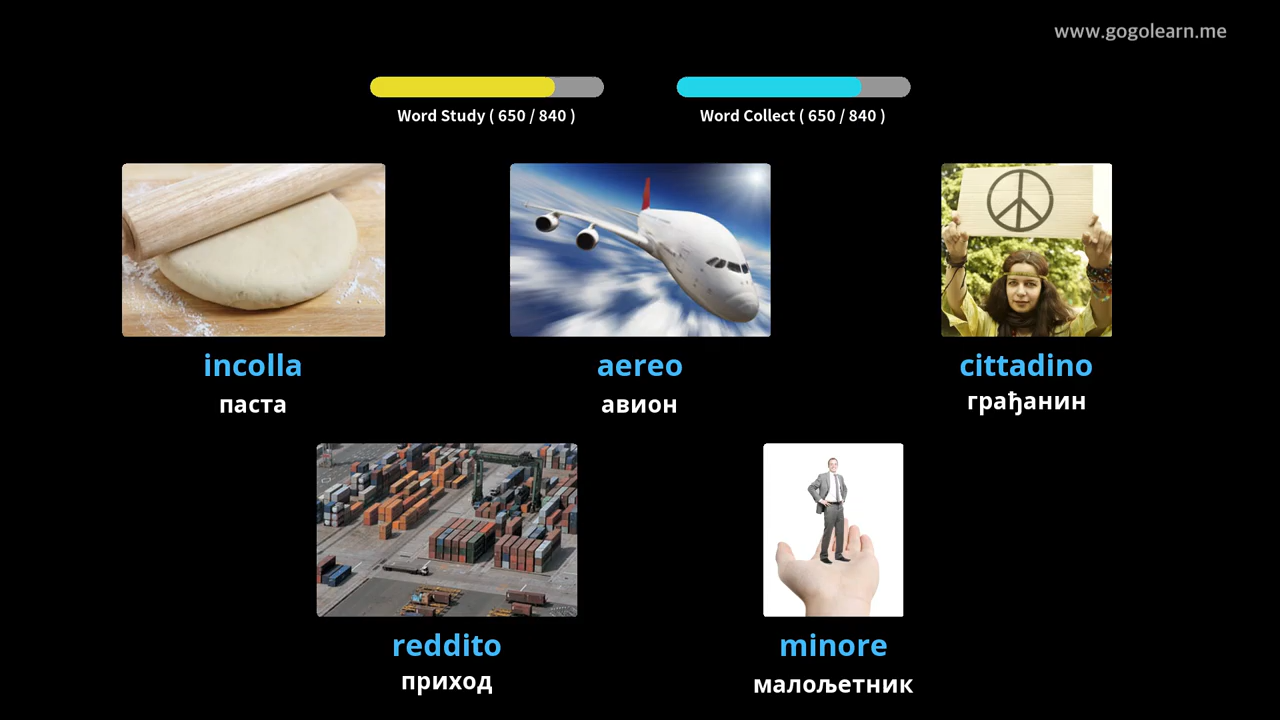 www.gogolearn.me
Word Study ( 650 / 840 )
Word Collect ( 650 / 840 )
incolla
паста
aereo
авион
cittadino
грађанин
reddito
приход
minore
малољетник